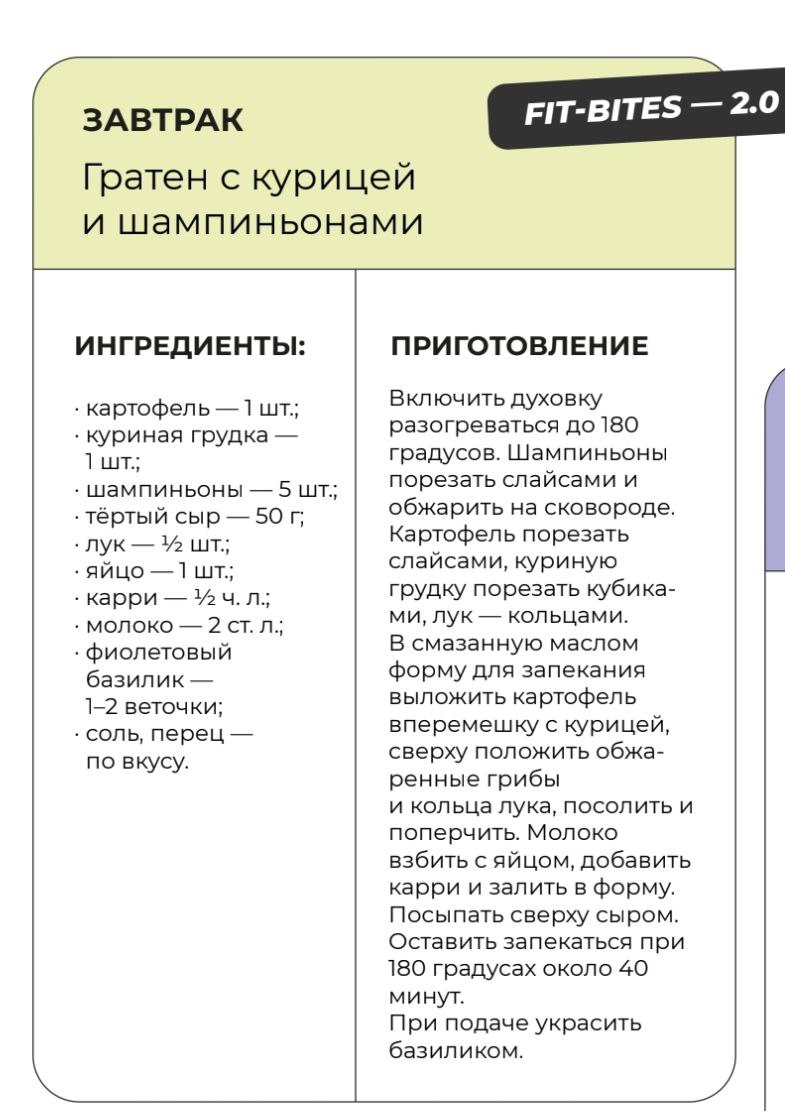 FIT-BITES — 2.0
ЗАВТРАК
Гратен с курицей
и шампиньонами
ИНГРЕДИЕНТЫ:
· картофель — 1 шт.;
· куриная грудка —
1 шт.;
· шампиньоны — 5 шт.;
· тёртый сыр — 50 г;
· лук — ½ шт.;
· яйцо — 1 шт.;
· карри — ½ ч. л.;
· молоко — 2 ст. л.;
· фиолетовый
базилик —
1–2 веточки;
· соль, перец —
по вкусу.
ПРИГОТОВЛЕНИЕ
Включить духовку
разогреваться до 180
градусов. Шампиньоны
порезать слайсами и
обжарить на сковороде.
Картофель порезать
слайсами, куриную
грудку порезать кубика-
ми, лук — кольцами.
В смазанную маслом
форму для запекания
выложить картофель
вперемешку с курицей,
сверху положить обжа-
ренные грибы
и кольца лука, посолить и
поперчить. Молоко
взбить с яйцом, добавить
карри и залить в форму.
Посыпать сверху сыром.
Оставить запекаться при
180 градусах около 40
минут.
При подаче украсить
базиликом.